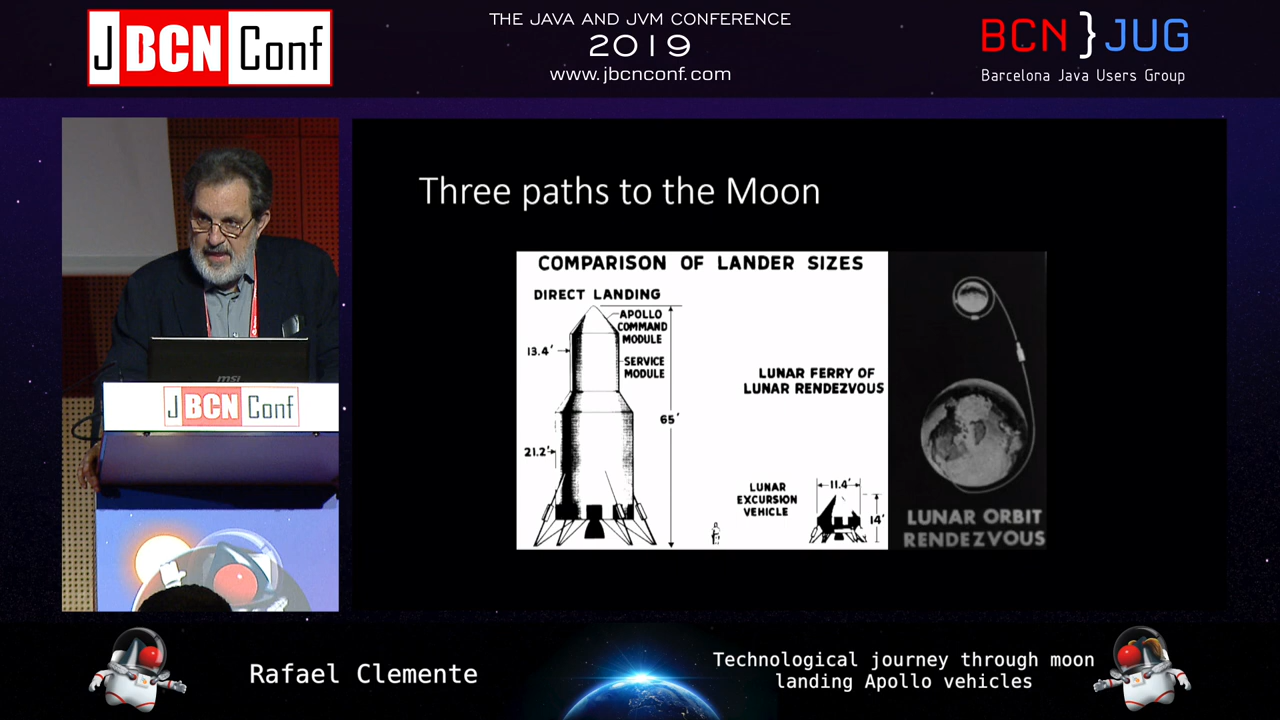 J BCN Conf
THE JAVA AND JVM CONFERENCE
2019
www.jbcnconf.com
BCN } JUG
Barcelona Java Users Group
Three paths to the Moon
COMPARISON OF LANDER SIZES
DIRECT LANDING
APOLLO
COMMAND
MODULE
13.4'
SERVICE
MODULE
65'
21.2'
LUNAR FERRY OF
LUNAR RENDEZVOUS
LUNAR
EXCURSION
VEHICLE
11.4'
14'
LUNAR ORBIT
RENDEZVOUS
msi
J BCN Conf
Rafael Clemente
Technological journey through moon
landing Apollo vehicles